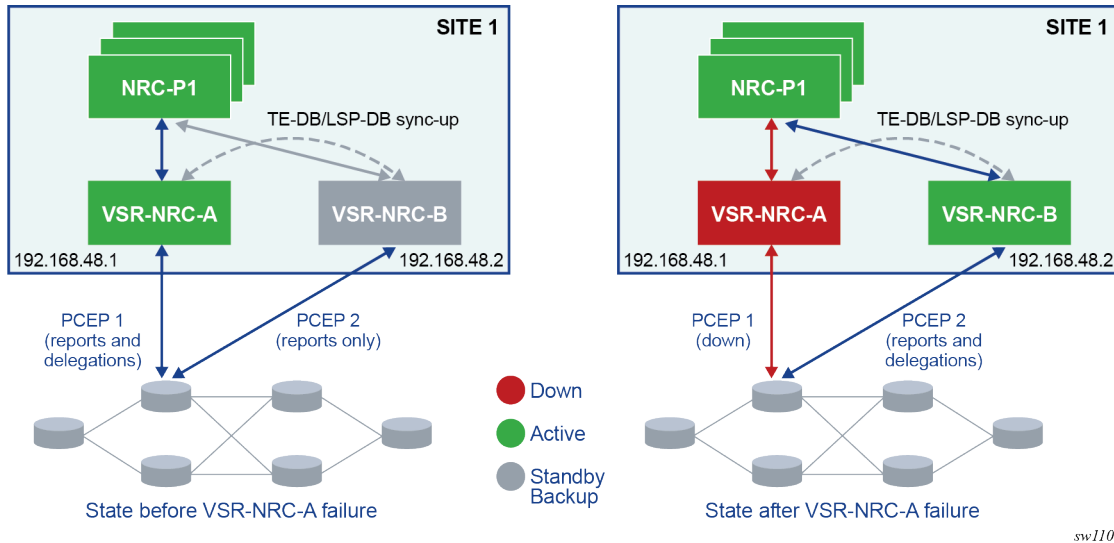 SITE 1
NRC-P1
TE-DB/LSP-DB sync-up
VSR-NRC-A
VSR-NRC-B
192.168.48.1
192.168.48.2
PCEP 1
(reports and
delegations)
PCEP 2
(reports only)
State before VSR-NRC-A failure
Down
Active
Standby
Backup
SITE 1
NRC-P1
TE-DB/LSP-DB sync-up
VSR-NRC-A
VSR-NRC-B
192.168.48.1
192.168.48.2
PCEP 1
(down)
PCEP 2
(reports and
delegations)
State after VSR-NRC-A failure
sw110